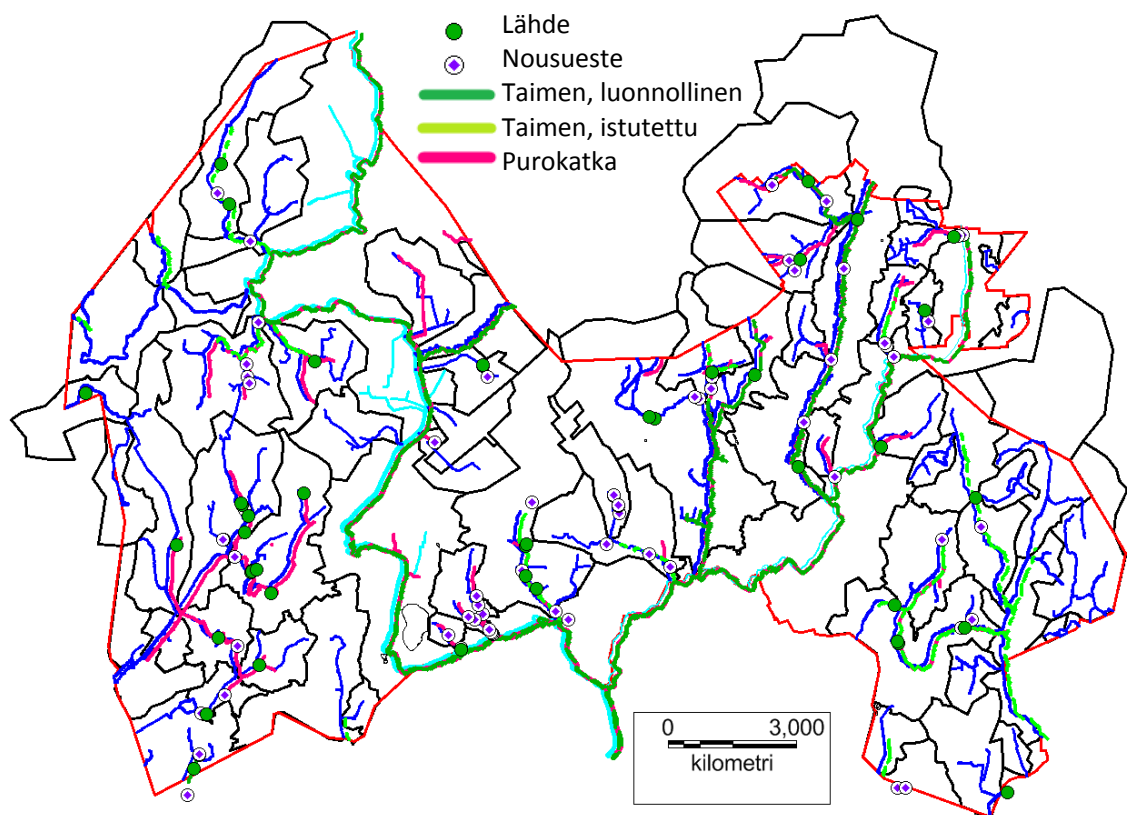 Lähde
Nousueste
Taimen, luonnollinen
Taimen, istutettu
Purokatka
0 3,000
kilometri